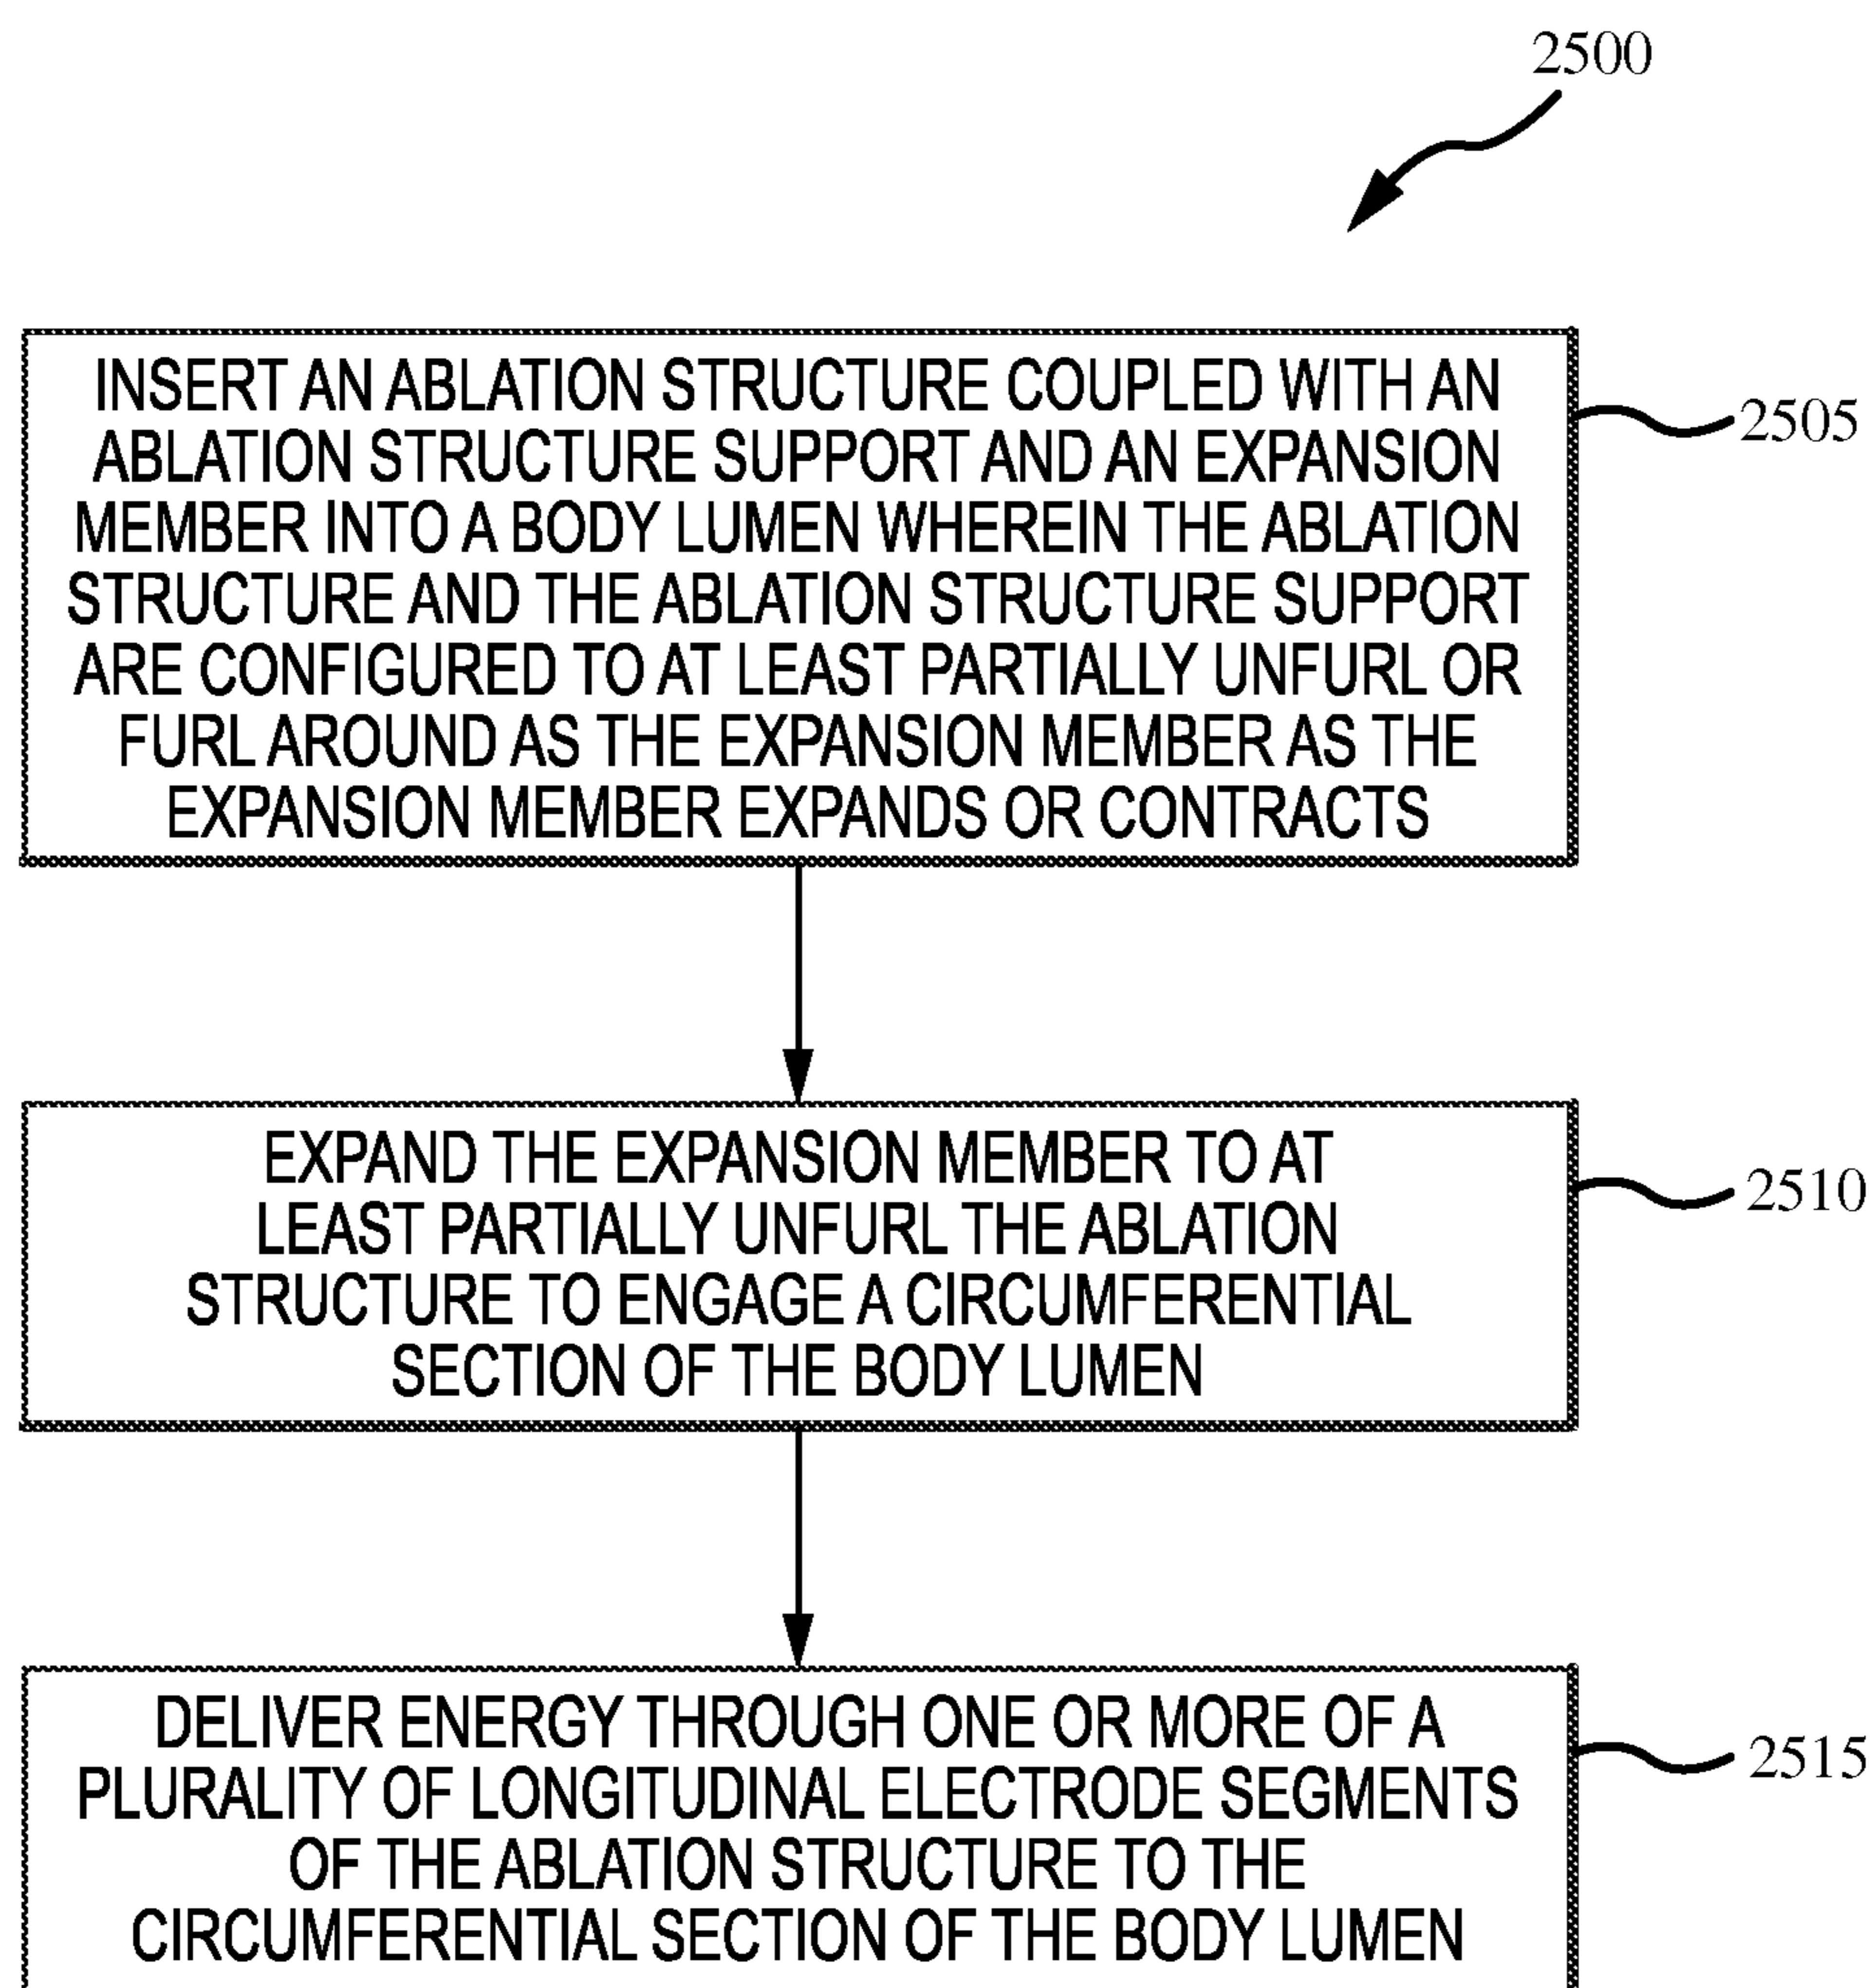 2500
INSERT AN ABLATION STRUCTURE COUPLED WITH AN
ABLATION STRUCTURE SUPPORT AND AN EXPANSION
MEMBER INTO A BODY LUMEN WHEREIN THE ABLATION
STRUCTURE AND THE ABLATION STRUCTURE SUPPORT
ARE CONFIGURED TO AT LEAST PARTIALLY UNFURL OR
FURL AROUND AS THE EXPANSION MEMBER AS THE
EXPANSION MEMBER EXPANDS OR CONTRACTS
2505
EXPAND THE EXPANSION MEMBER TO AT
LEAST PARTIALLY UNFURL THE ABLATION
STRUCTURE TO ENGAGE A CIRCUMFERENTIAL
SECTION OF THE BODY LUMEN
2510
DELIVER ENERGY THROUGH ONE OR MORE OF A
PLURALITY OF LONGITUDINAL ELECTRODE SEGMENTS
OF THE ABLATION STRUCTURE TO THE
CIRCUMFERENTIAL SECTION OF THE BODY LUMEN
2515